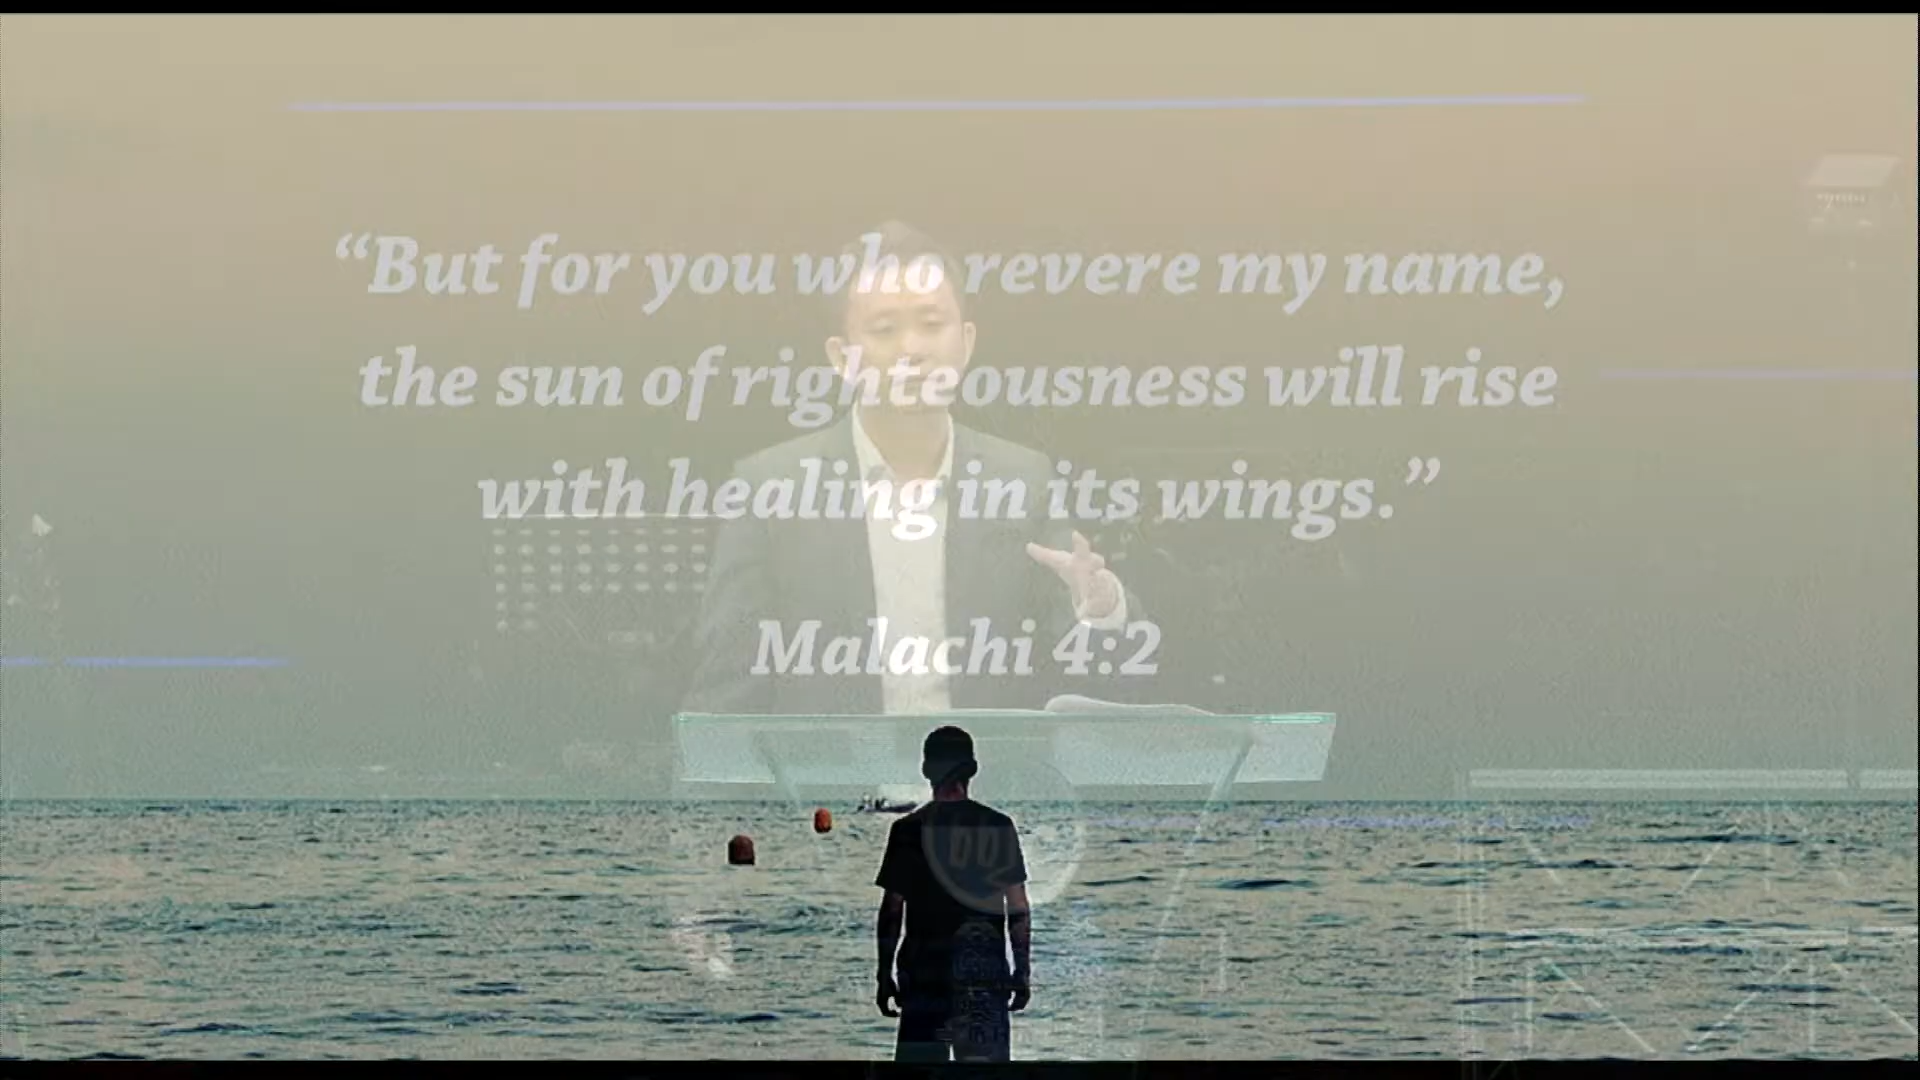 “But for you who revere my name,
the sun of righteousness will rise
with healing in its wings.”
Malachi 4:2